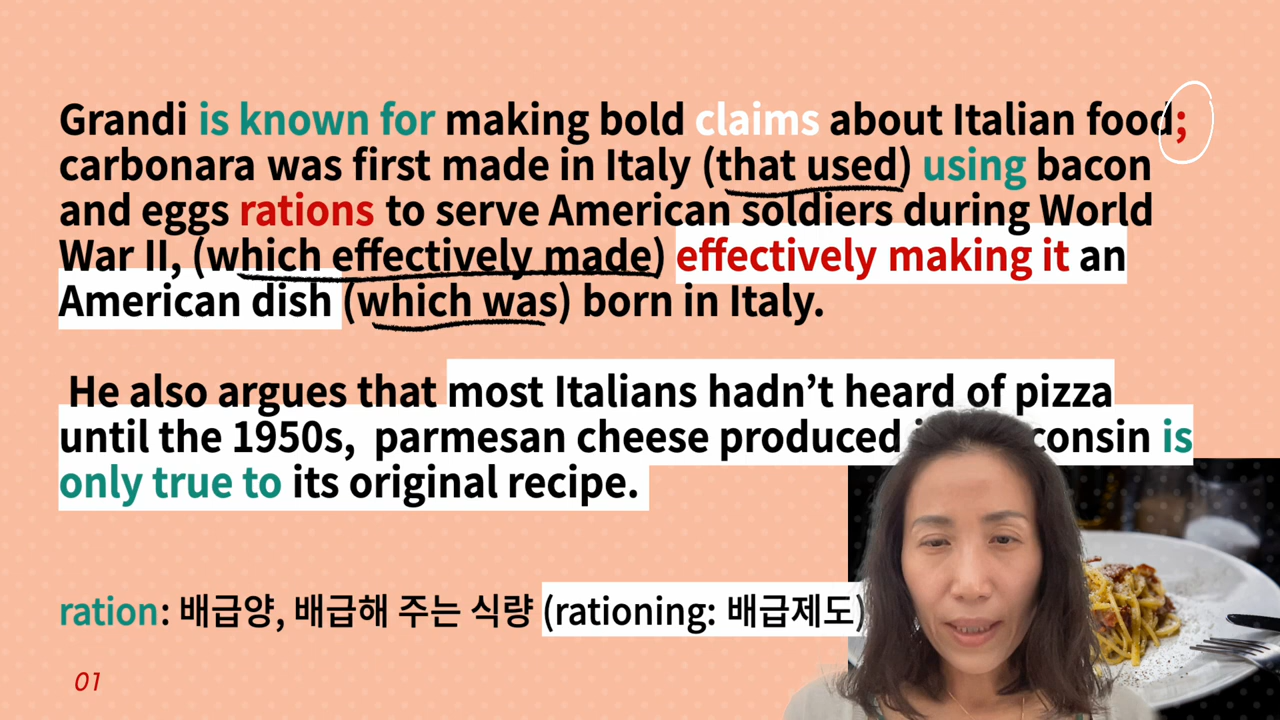 Grandi is known for making bold claims about Italian food;
carbonara was first made in Italy (that used) using bacon
and eggs rations to serve American soldiers during World
War II, (which effectively made) effectively making it an
American dish (which was) born in Italy.
He also argues that most Italians hadn't heard of pizza
until the 1950s, parmesan cheese produced consin is
only true to its original recipe.
ration: 배급양, 배급해 주는 식량 (rationing: 배급제도)
01